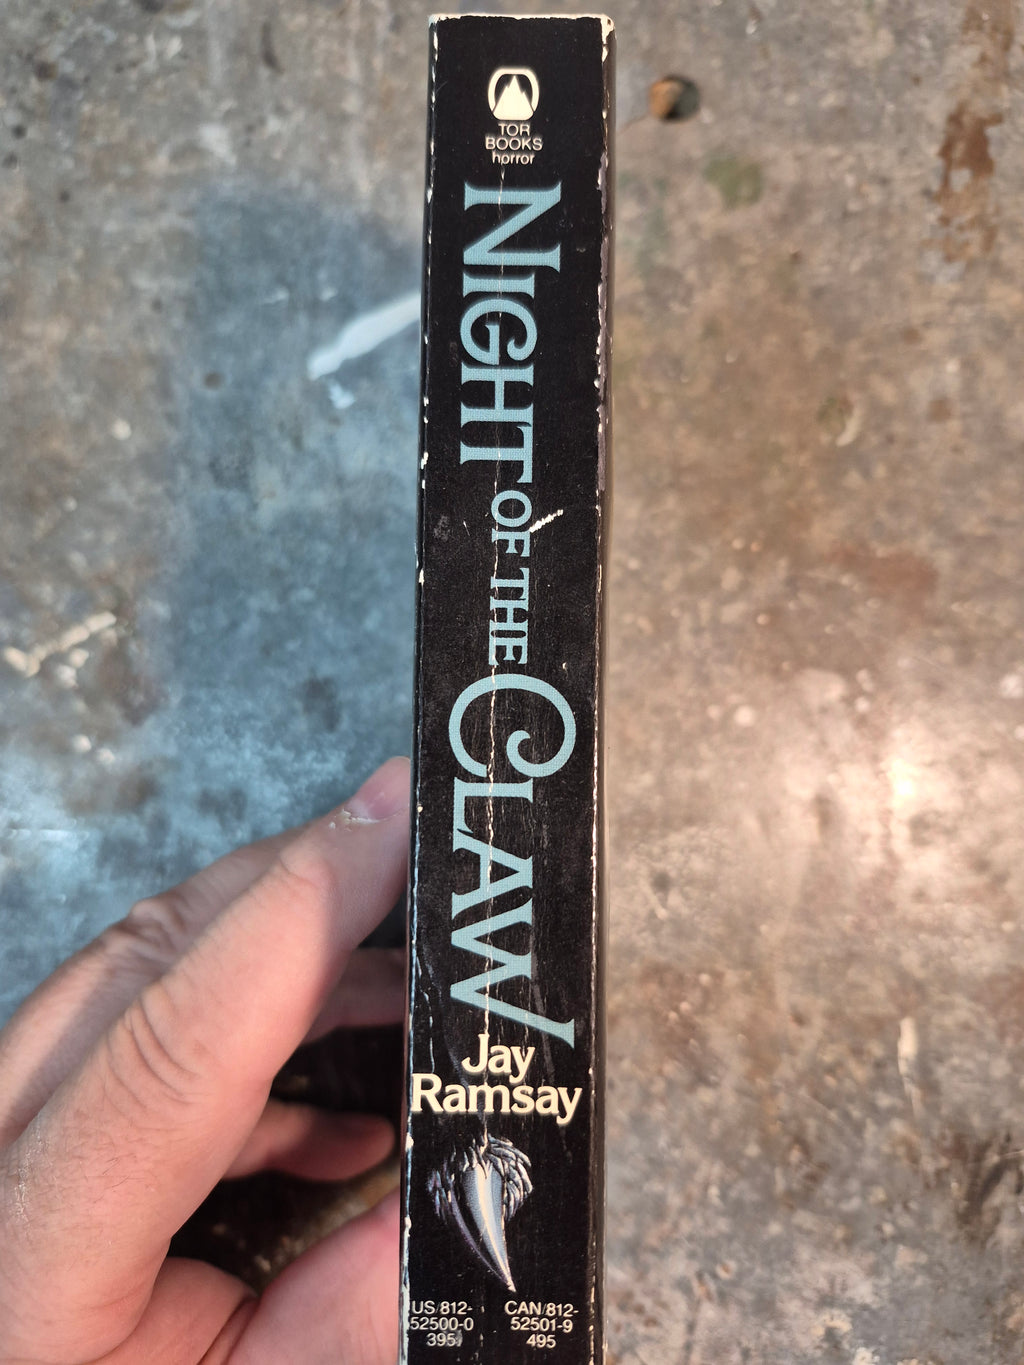 TOR
BOOKS
horror
NIGHT OF THE CLAW
Jay
Ramsay
US/812-
52500-0
395
CAN/812-
52501-9
495